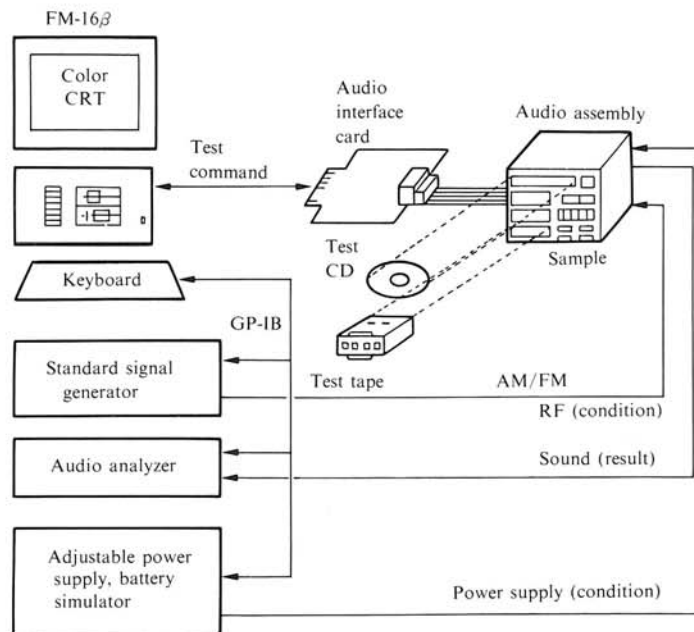 FM-16β
Color
CRT
Audio
interface
card
Audio assembly
Test
command
Test
CD
Sample
Keyboard
GP-IB
Test tape
Standard signal
generator
AM/FM
RF (condition)
Audio analyzer
Sound (result)
Adjustable power
supply, battery
simulator
Power supply (condition)